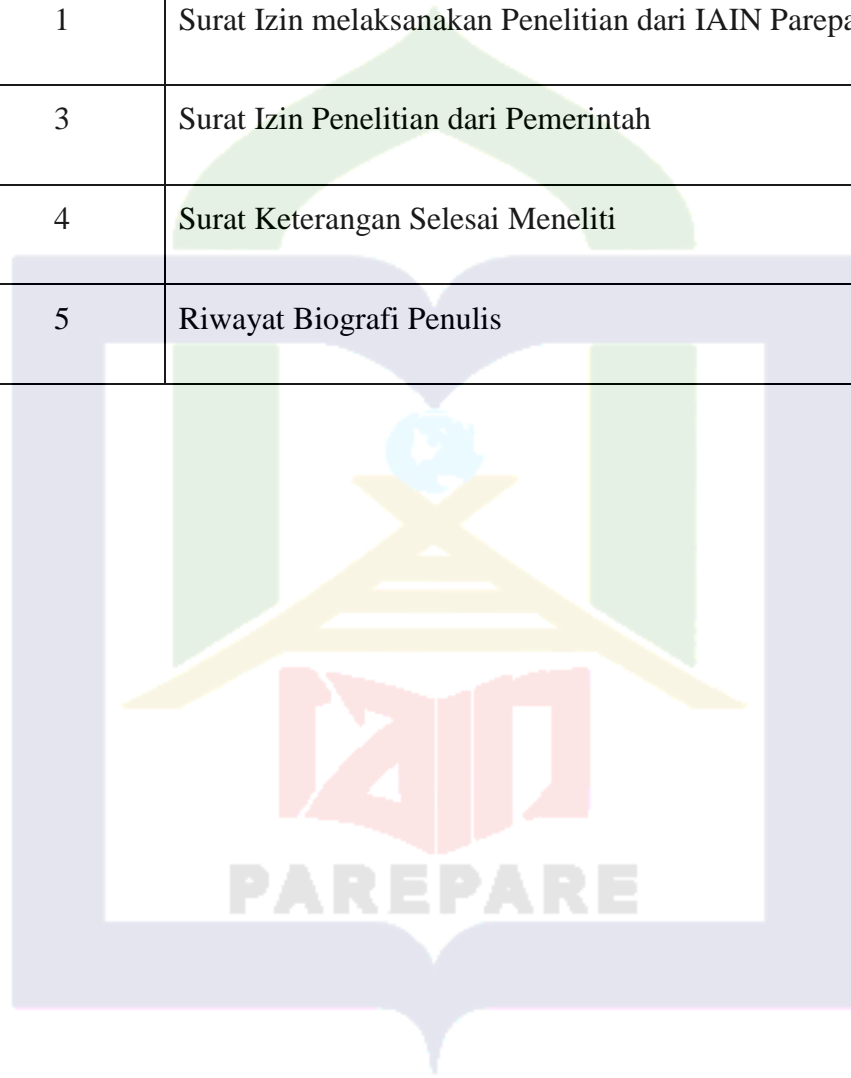 1 Surat Izin melaksanakan Penelitian dari IAIN
3 Surat Izin Penelitian dari Pemerintah
4 Surat Keterangan Selesai Meneliti
5 Riwayat Biografi Penulis
iain
PAREPARE